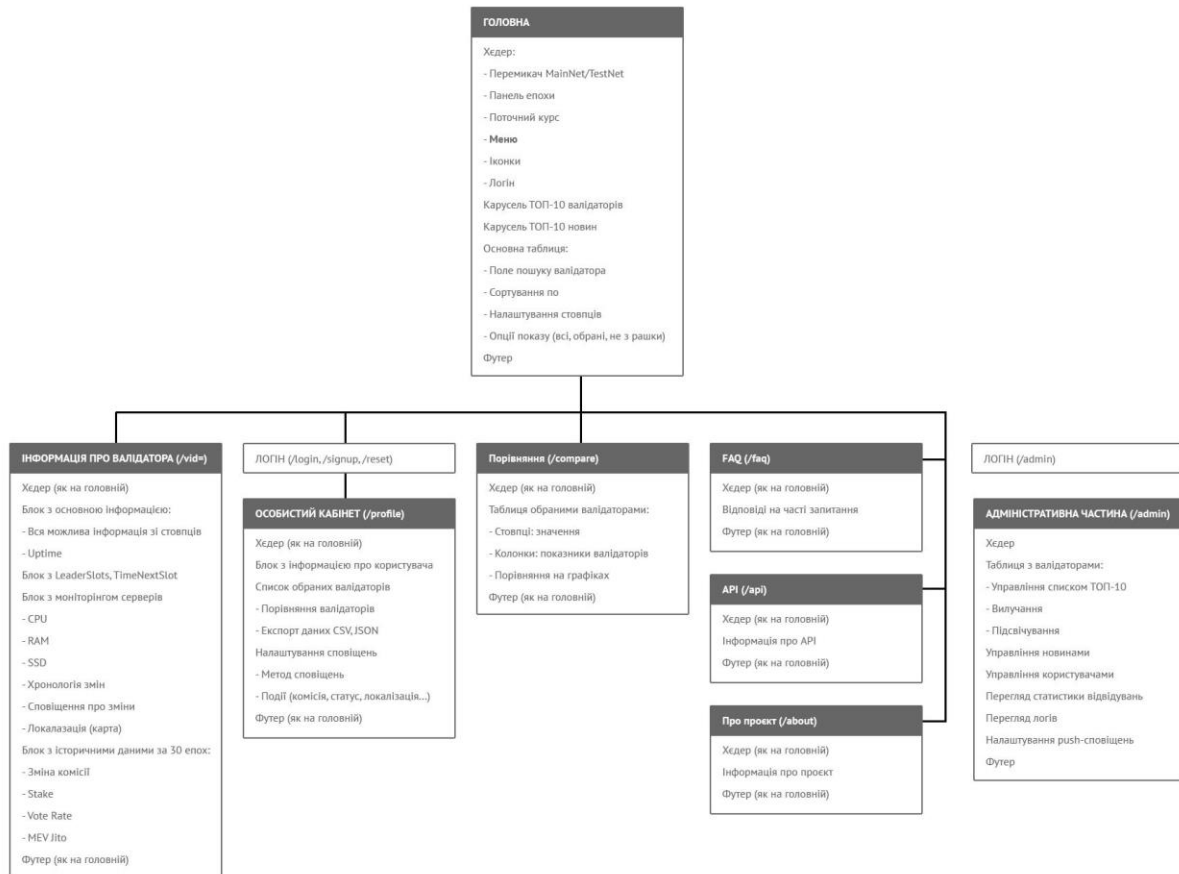 ГОЛОВНА
Хєдер:
- Перемикач MainNet/TestNet
- Панель епохи
- Поточний курс
- Меню
- Іконки
- Логін
Карусель ТОП-10 валідаторів
Карусель ТОП-10 новин
Основна таблиця:
- Поле пошуку валідатора
- Сортування по
- Налаштування стовпців
- Опції показу (всі, обрані, не з рашки)
Футер
ІНФОРМАЦІЯ ПРО ВАЛІДАТОРА (/vid=)
Хєдер (як на головній)
Блок з основною інформацією:
- Вся можлива інформація зі стовпців
- Uptime
Блок з LeaderSlots, TimeNextSlot
Блок з моніторінгом серверів
- CPU
- RAM
- SSD
- Хронологія змін
- Сповіщення про зміни
- Локалазація (карта)
Блок з історичними даними за 30 епох:
- Зміна комісії
- Stake
- Vote Rate
- MEV Jito
Футер (як на головній)
ЛОГІН (/login, /signup, /reset)
ОСОБИСТИЙ КАБІНЕТ (/profile)
Хєдер (як на головній)
Блок з інформацією про користувача
Список обраних валідаторів
- Порівняння валідаторів
- Експорт даних CSV, JSON
Налаштування сповіщень
- Метод сповіщень
- Події (комісія, статус, локалізація...)
Футер (як на головній)
Порівняння (/compare)
Хєдер (як на головній)
Таблиця обраними валідаторами:
- Стовпці: значення
- Колонки: показники валідаторів
- Порівняння на графіках
Футер (як на головній)
FAQ (/faq)
Хєдер (як на головній)
Відповіді на часті запитання
Футер (як на головній)
API (/api)
Хєдер (як на головній)
Інформація про API
Футер (як на головній)
Про проєкт (/about)
Хєдер (як на головній)
Інформація про проєкт
Футер (як на головній)
ЛОГІН (/admin)
АДМІНІСТРАТИВНА ЧАСТИНА (/admin)
Хєдер
Таблиця з валідаторами:
- Управління списком ТОП-10
- Вилучання
- Підсвічування
Управління новинами
Управління користувачами
Перегляд статистики відвідувань
Перегляд логів
Налаштування push-сповіщень
Футер